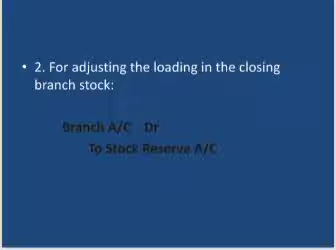 • 2. For adjusting the loading in the closing
branch stock:
Branch A/C Dr
To Stock Reserve A/C